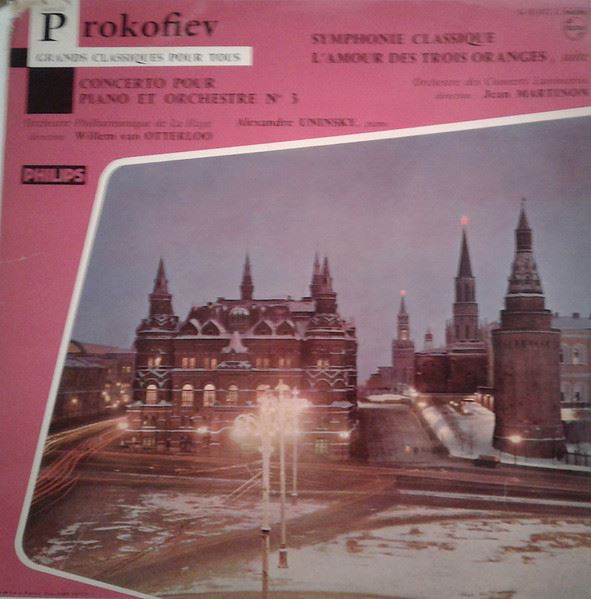 Prokofiev
GRANDS CLASSIQUES POUR TOUS
CONCERTO POUR
PIANO ET ORCHESTRE N° 3
Orchestre Philharmonique de La Haye
direction : Willem van OTTERLOO
Alexandre UNINSKY, piano
SYMPHONIE CLASSIQUE
L'AMOUR DES TROIS ORANGES, suite
Orchestre des Concerts Lamoureux
direction : Jean MARTINON
PHILIPS